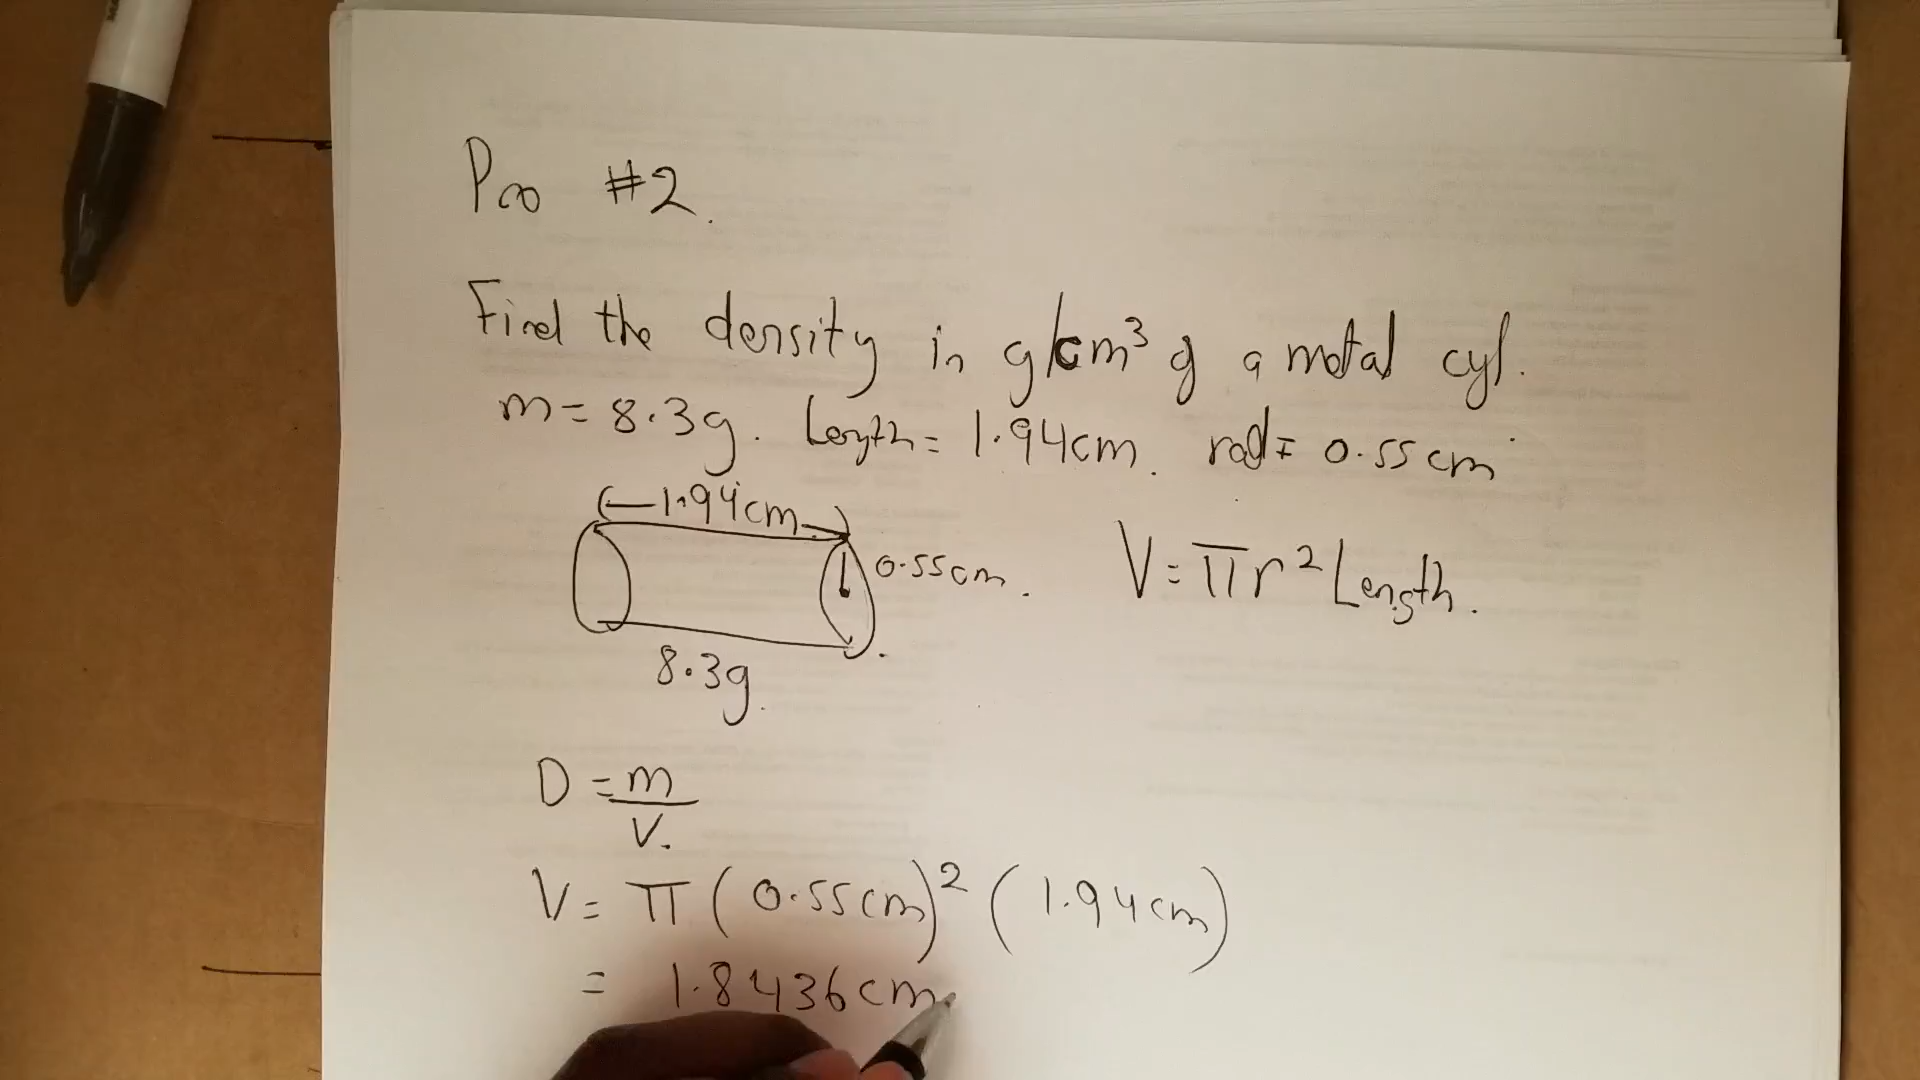 Pro #2.
Find the density in g/cm³ of a metal cyl.
m = 8.3g. Length = 1.94cm. rad = 0.55cm
1.94cm
0.55cm.
V = πr² Length.
8.3g.
D = m
V.
V = π (0.55cm)² (1.94cm)
= 1.8436cm